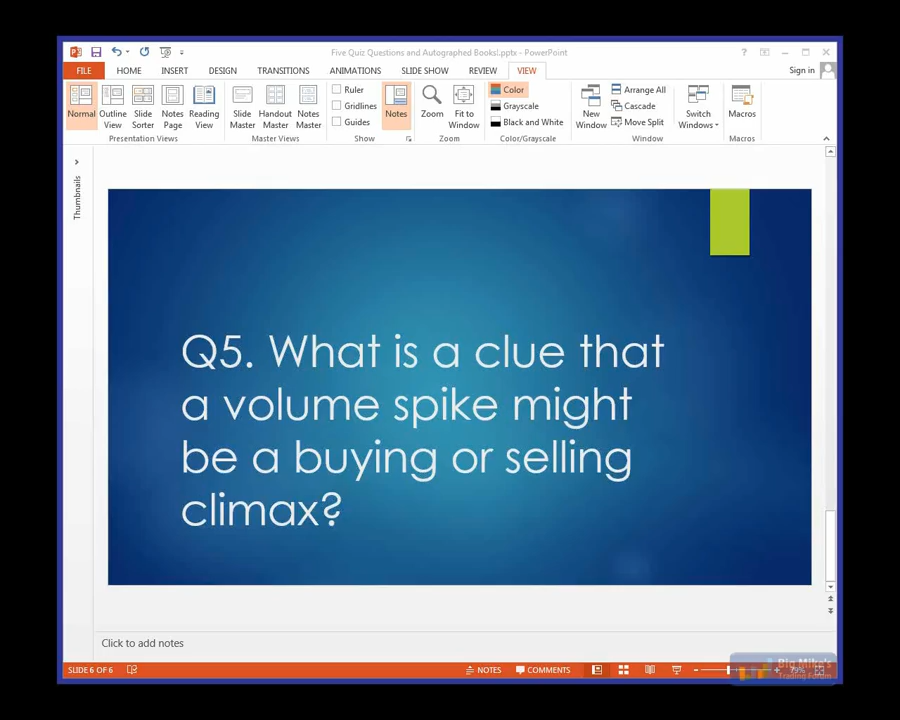 Five Quiz Questions and Autographed Books!.pptx - PowerPoint
FILE HOME INSERT DESIGN TRANSITIONS ANIMATIONS SLIDE SHOW REVIEW VIEW Sign in
Normal Outline View Slide Sorter Notes Page Reading View
Presentation Views
Slide Master Handout Master Notes Master
Master Views
Ruler
Gridlines
Guides
Show
Notes
Zoom Fit to Window
Zoom
Color
Grayscale
Black and White
Color/Grayscale
New Window
Arrange All
Cascade
Move Split
Switch Windows
Window
Macros
Macros
Thumbnails
Q5. What is a clue that
a volume spike might
be a buying or selling
climax?
Click to add notes
SLIDE 6 OF 6 NOTES COMMENTS
Big Mike's
Trading Forum